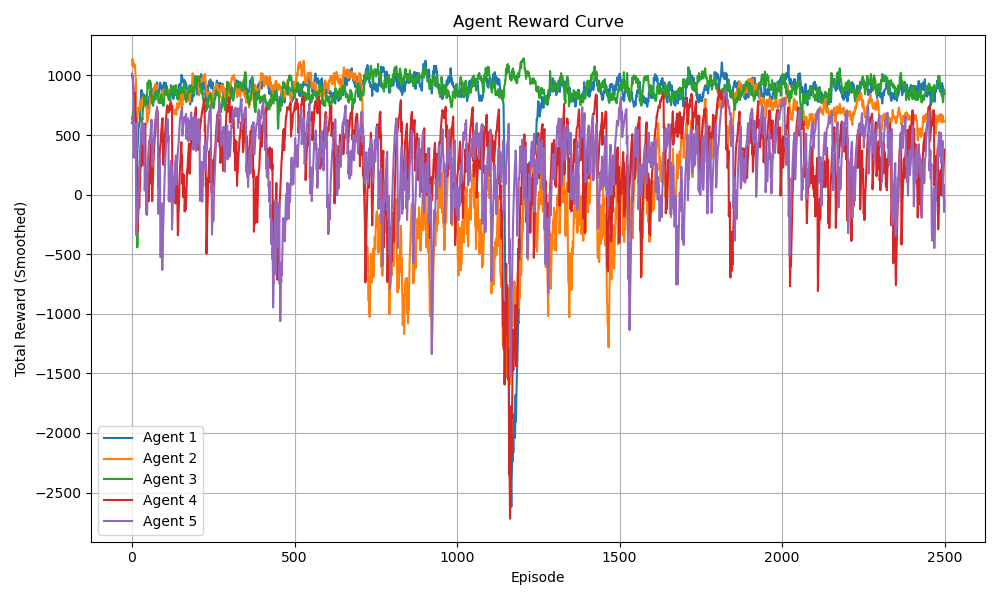 Agent Reward Curve
Total Reward (Smoothed)
1000
500
0
−500
−1000
−1500
−2000
−2500
Agent 1
Agent 2
Agent 3
Agent 4
Agent 5
0 500 1000 1500 2000 2500
Episode